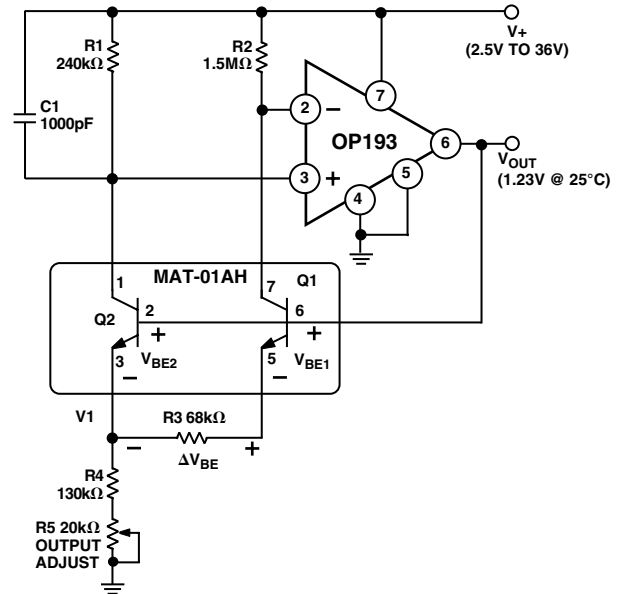 V+
(2.5V TO 36V)
R1
240kΩ
R2
1.5MΩ
C1
1000pF
2
−
7
OP193
6
3
+
5
4
VOUT
(1.23V @ 25°C)
MAT-01AH
1
7
Q1
Q2
2
6
+
+
3
VBE2
5
VBE1
−
−
V1
R3 68kΩ
−
+
ΔVBE
R4
130kΩ
R5 20kΩ
OUTPUT
ADJUST